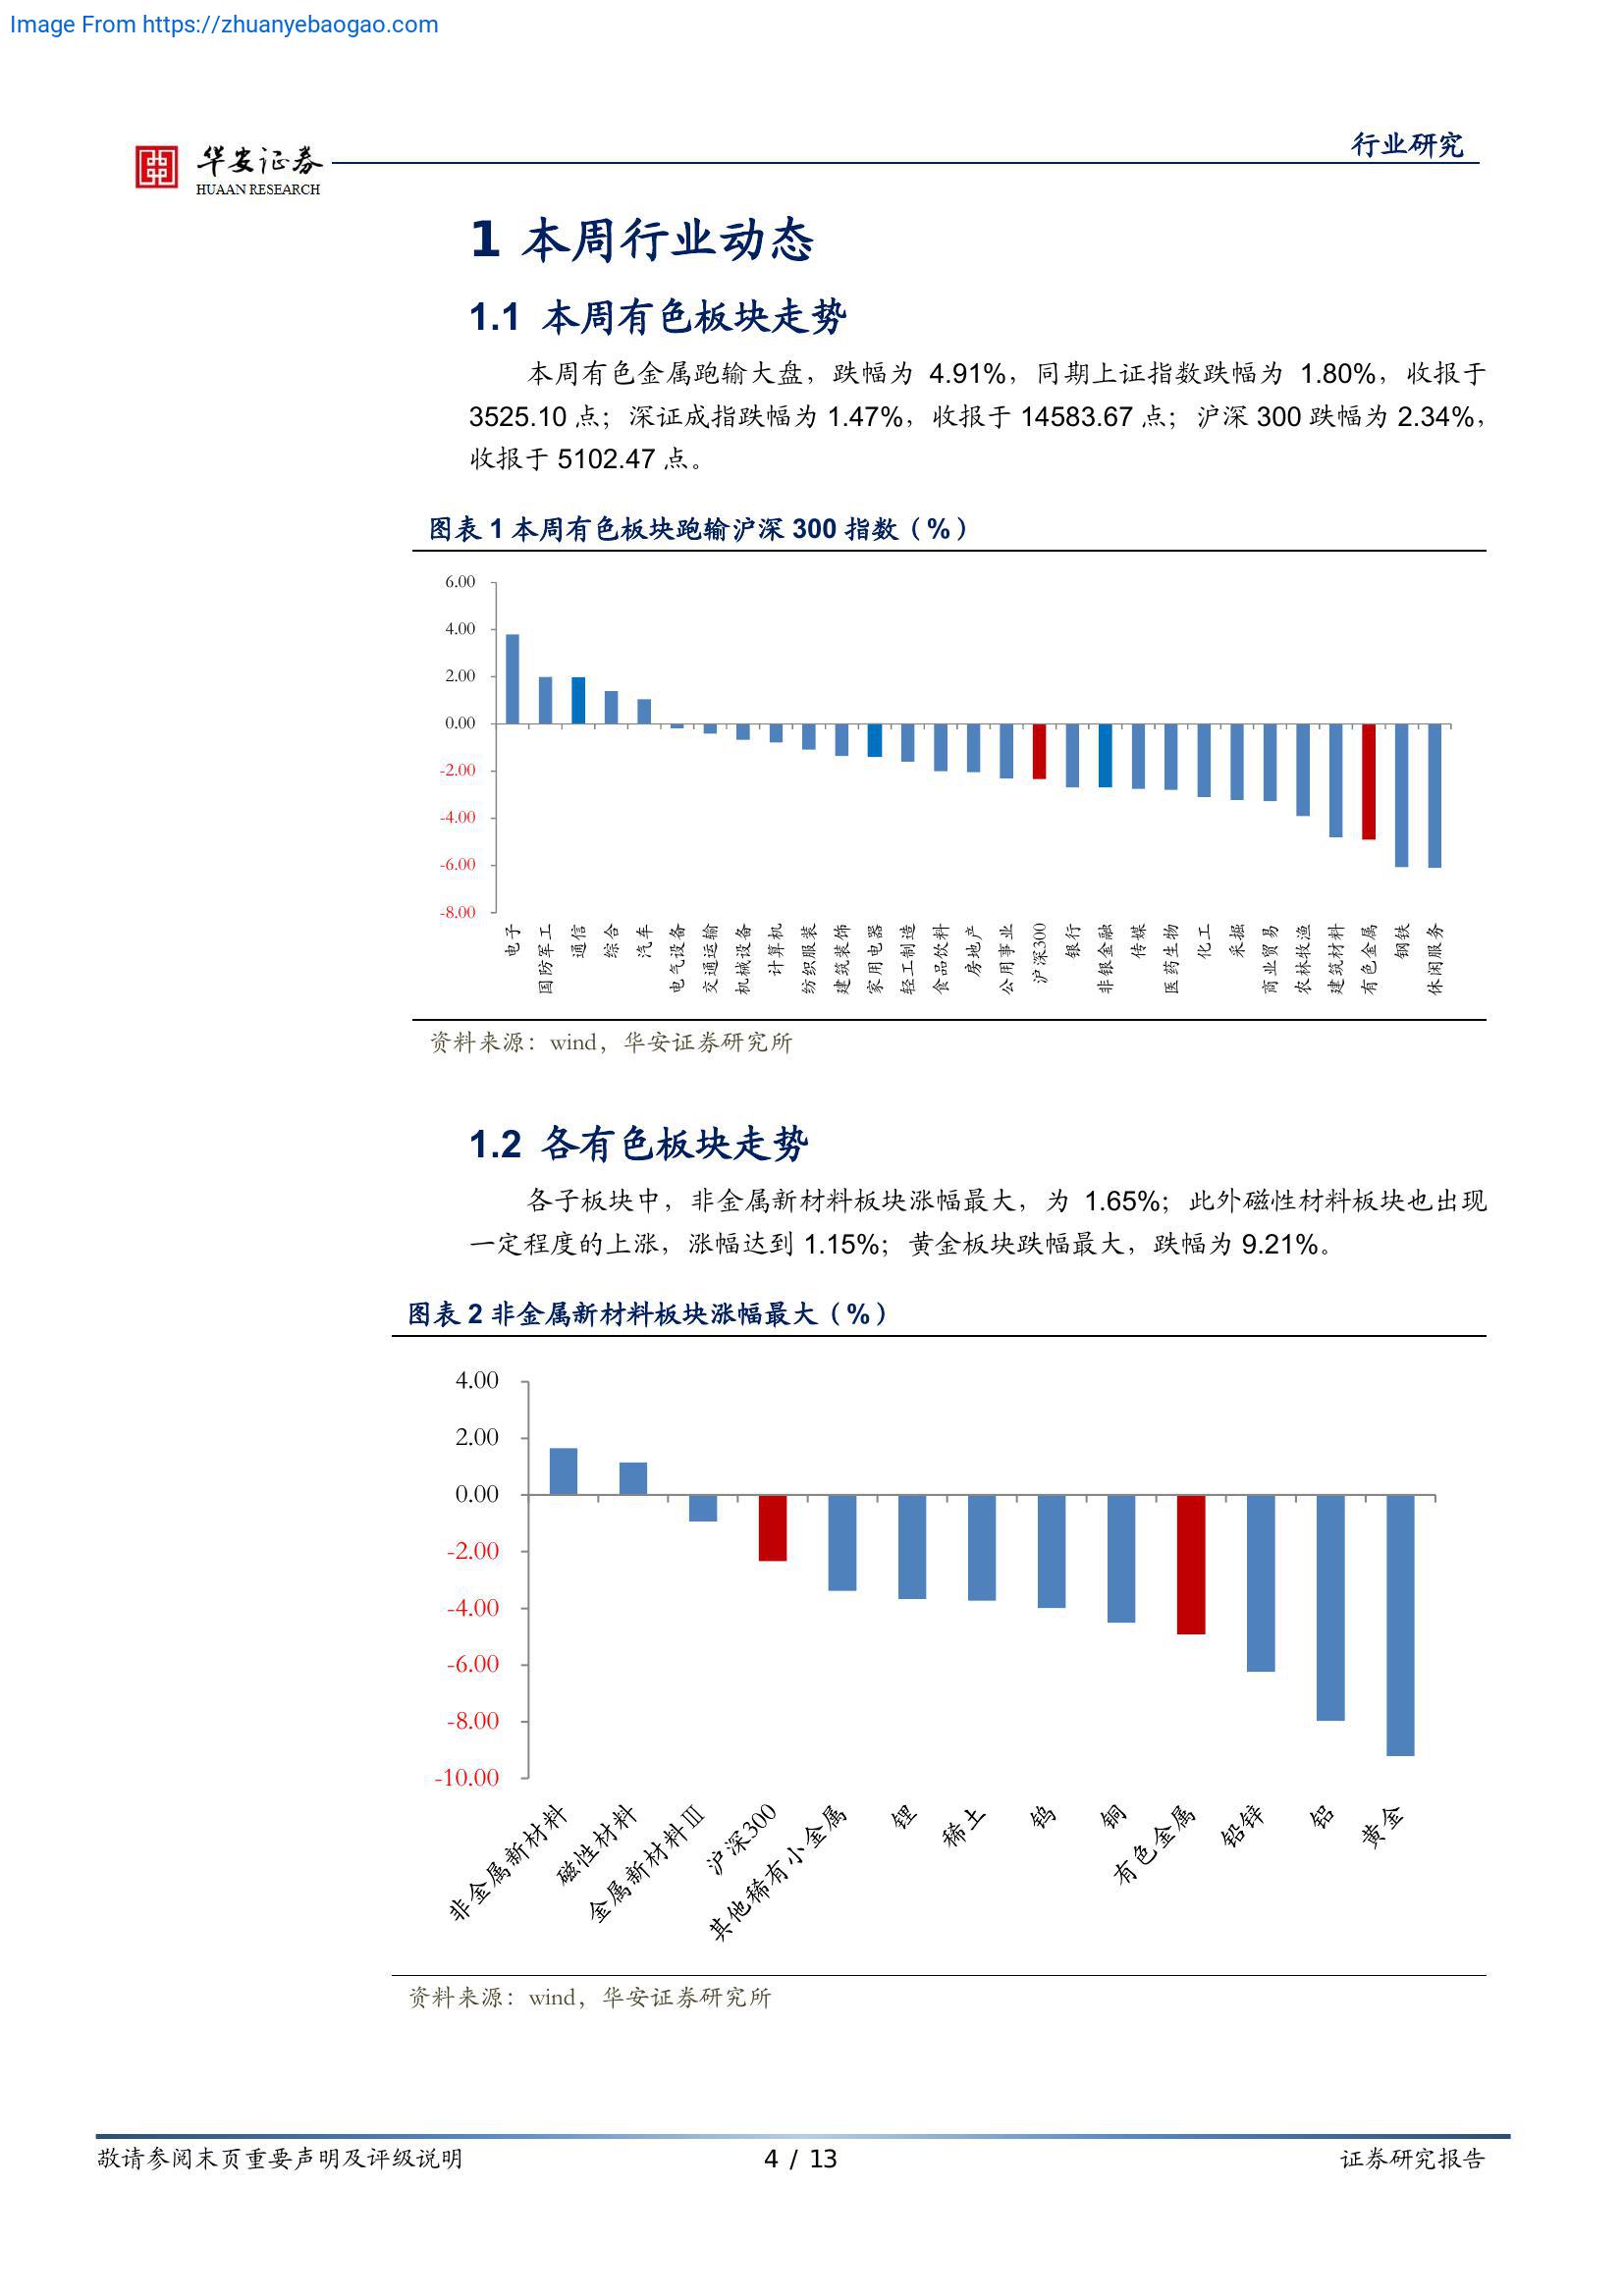 Image From https://zhuanyebaogao.com
华安证券
HUAAN RESEARCH
行业研究
1 本周行业动态
1.1 本周有色板块走势
本周有色金属跑输大盘，跌幅为 4.91%，同期上证指数跌幅为 1.80%，收报于
3525.10 点；深证成指跌幅为 1.47%，收报于 14583.67 点；沪深 300 跌幅为 2.34%，
收报于 5102.47 点。
图表 1 本周有色板块跑输沪深 300 指数（%）
6.00
4.00
2.00
0.00
-2.00
-4.00
-6.00
-8.00
电子
国防军工
通信
综合
汽车
电气设备
交通运输
机械设备
计算机
纺织服装
建筑装饰
家用电器
轻工制造
食品饮料
房地产
公用事业
沪深300
银行
非银金融
传媒
医药生物
化工
采掘
商业贸易
农林牧渔
建筑材料
有色金属
钢铁
休闲服务
资料来源：wind，华安证券研究所
1.2 各有色板块走势
各子板块中，非金属新材料板块涨幅最大，为 1.65%；此外磁性材料板块也出现
一定程度的上涨，涨幅达到 1.15%；黄金板块跌幅最大，跌幅为 9.21%。
图表 2 非金属新材料板块涨幅最大（%）
4.00
2.00
0.00
-2.00
-4.00
-6.00
-8.00
-10.00
非金属新材料
磁性材料
金属新材料Ⅲ
沪深300
其他稀有小金属
锂
稀土
钨
铜
有色金属
铅锌
铝
黄金
资料来源：wind，华安证券研究所
敬请参阅末页重要声明及评级说明
4 / 13
证券研究报告